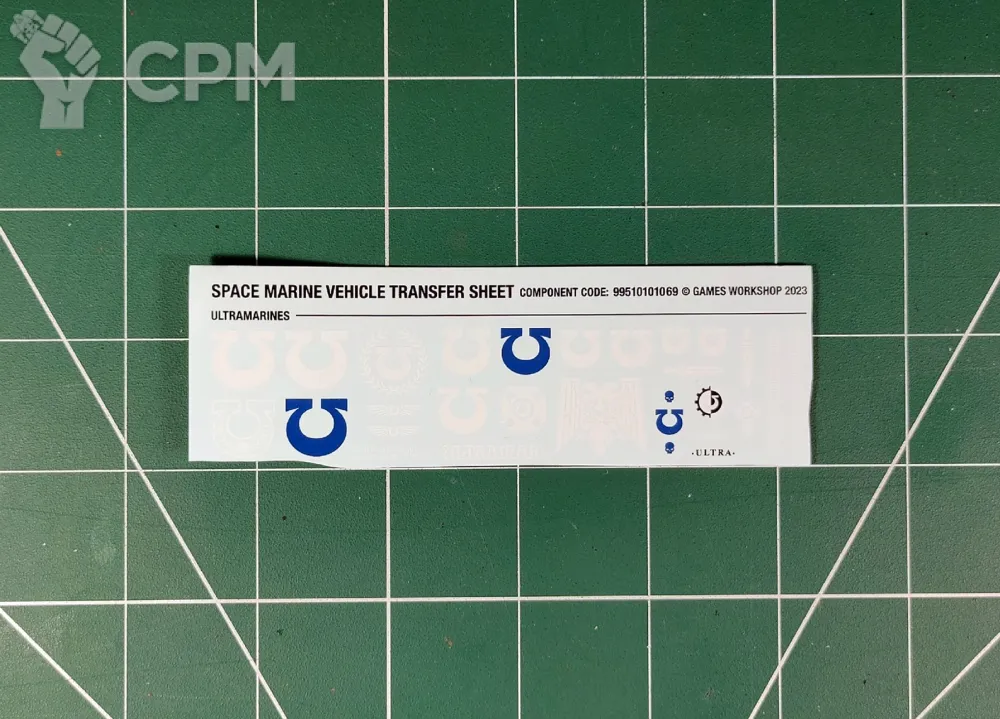 CPM
SPACE MARINE VEHICLE TRANSFER SHEET COMPONENT CODE: 99510101069 © GAMES WORKSHOP 2023
ULTRAMARINES
·ULTRA·